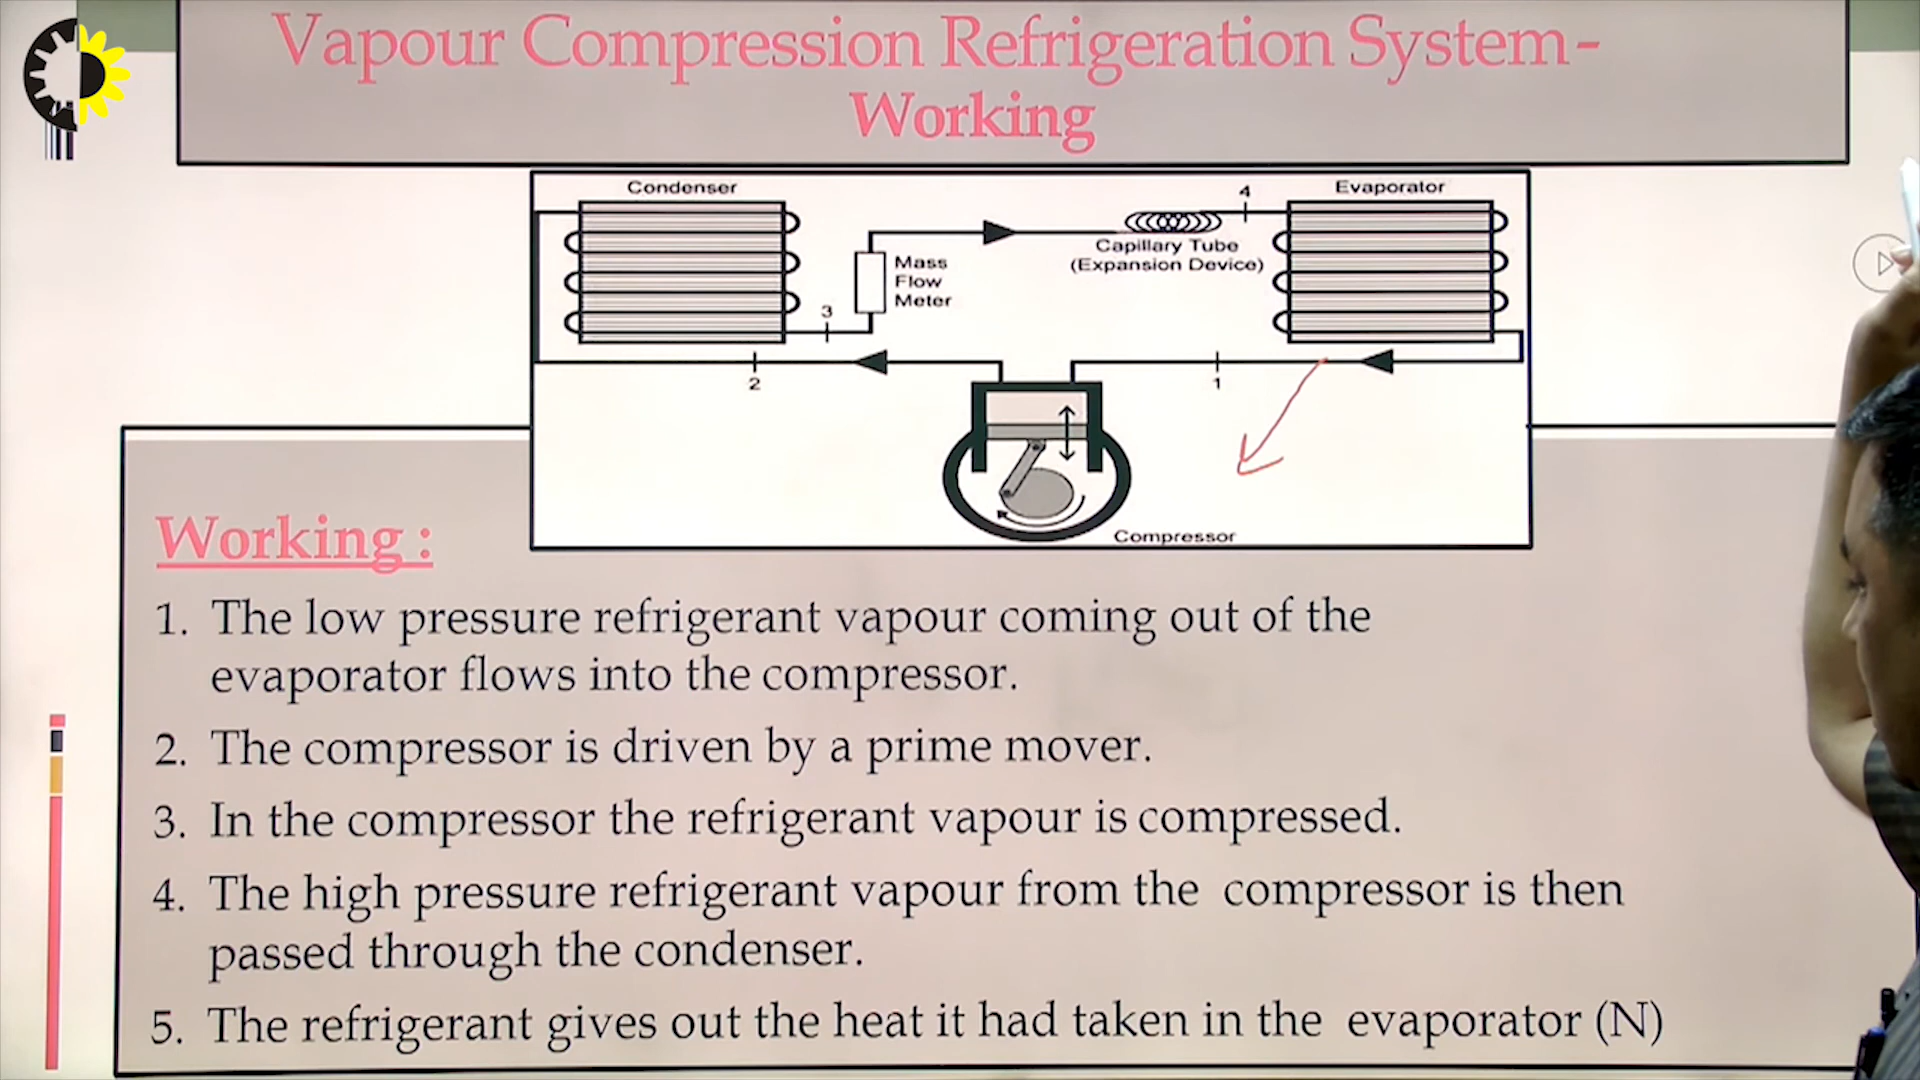 Vapour Compression Refrigeration System-
Working
Condenser
4
Evaporator
Capillary Tube
(Expansion Device)
Mass
Flow
Meter
3
2
1
Compressor
Working :
1. The low pressure refrigerant vapour coming out of the
evaporator flows into the compressor.
2. The compressor is driven by a prime mover.
3. In the compressor the refrigerant vapour is compressed.
4. The high pressure refrigerant vapour from the compressor is then
passed through the condenser.
5. The refrigerant gives out the heat it had taken in the evaporator (N)